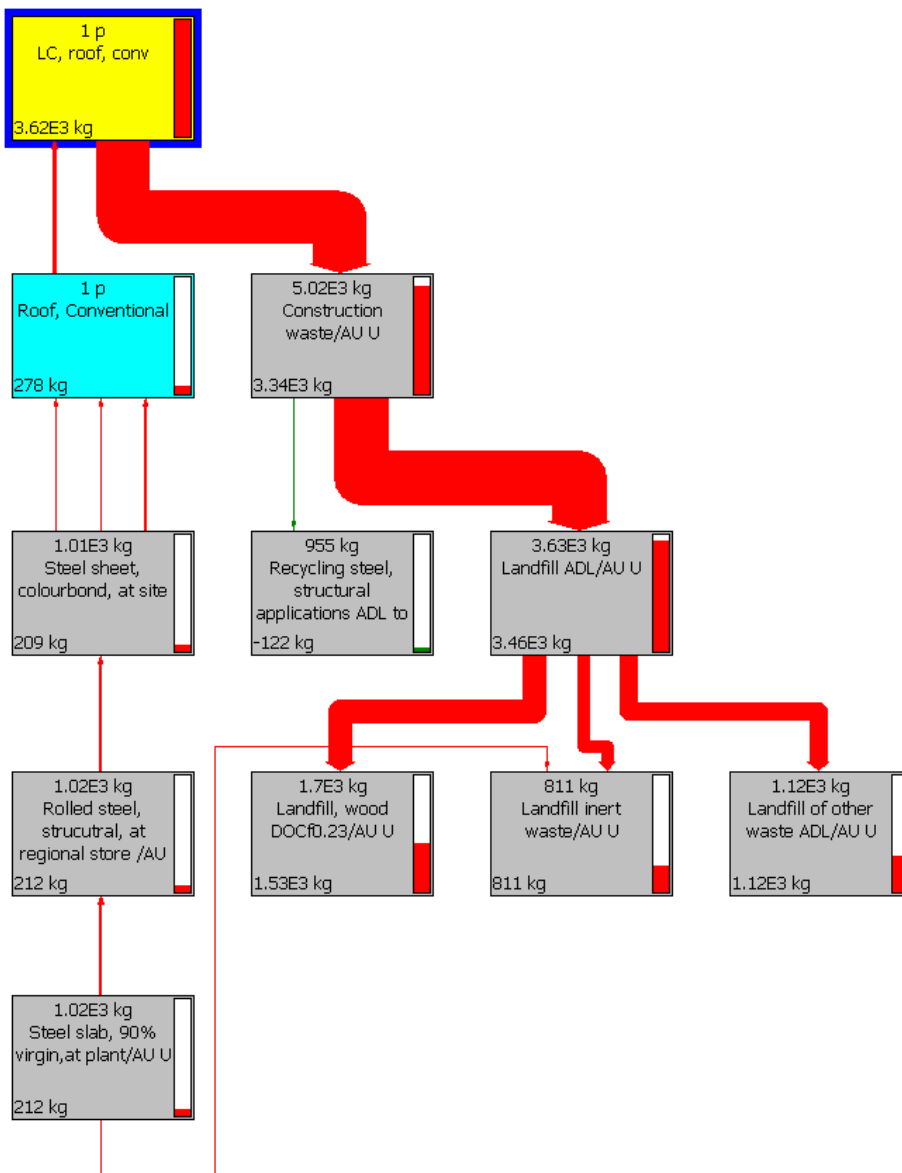 1 p
LC, roof, conv
3.62E3 kg
1 p
Roof, Conventional
278 kg
5.02E3 kg
Construction
waste/AU U
3.34E3 kg
1.01E3 kg
Steel sheet,
colourbond, at site
209 kg
955 kg
Recycling steel,
structural
applications ADL to
-122 kg
3.63E3 kg
Landfill ADL/AU U
3.46E3 kg
1.02E3 kg
Rolled steel,
strucutral, at
regional store /AU
212 kg
1.7E3 kg
Landfill, wood
DOCf0.23/AU U
1.53E3 kg
811 kg
Landfill inert
waste/AU U
811 kg
1.12E3 kg
Landfill of other
waste ADL/AU U
1.12E3 kg
1.02E3 kg
Steel slab, 90%
virgin,at plant/AU U
212 kg